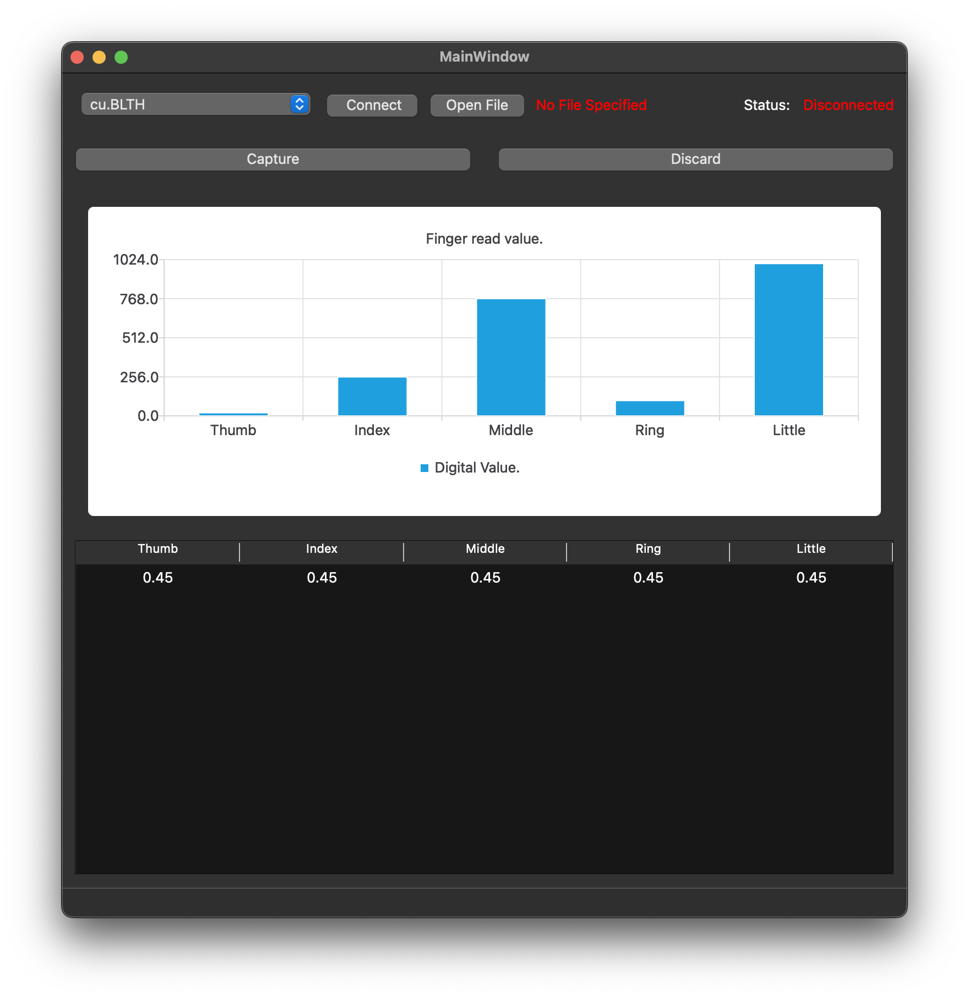 MainWindow
cu.BLTH Connect Open File No File Specified Status: Disconnected
Capture Discard
Finger read value.
1024.0
768.0
512.0
256.0
0.0
Thumb Index Middle Ring Little
Digital Value.
Thumb Index Middle Ring Little
0.45 0.45 0.45 0.45 0.45